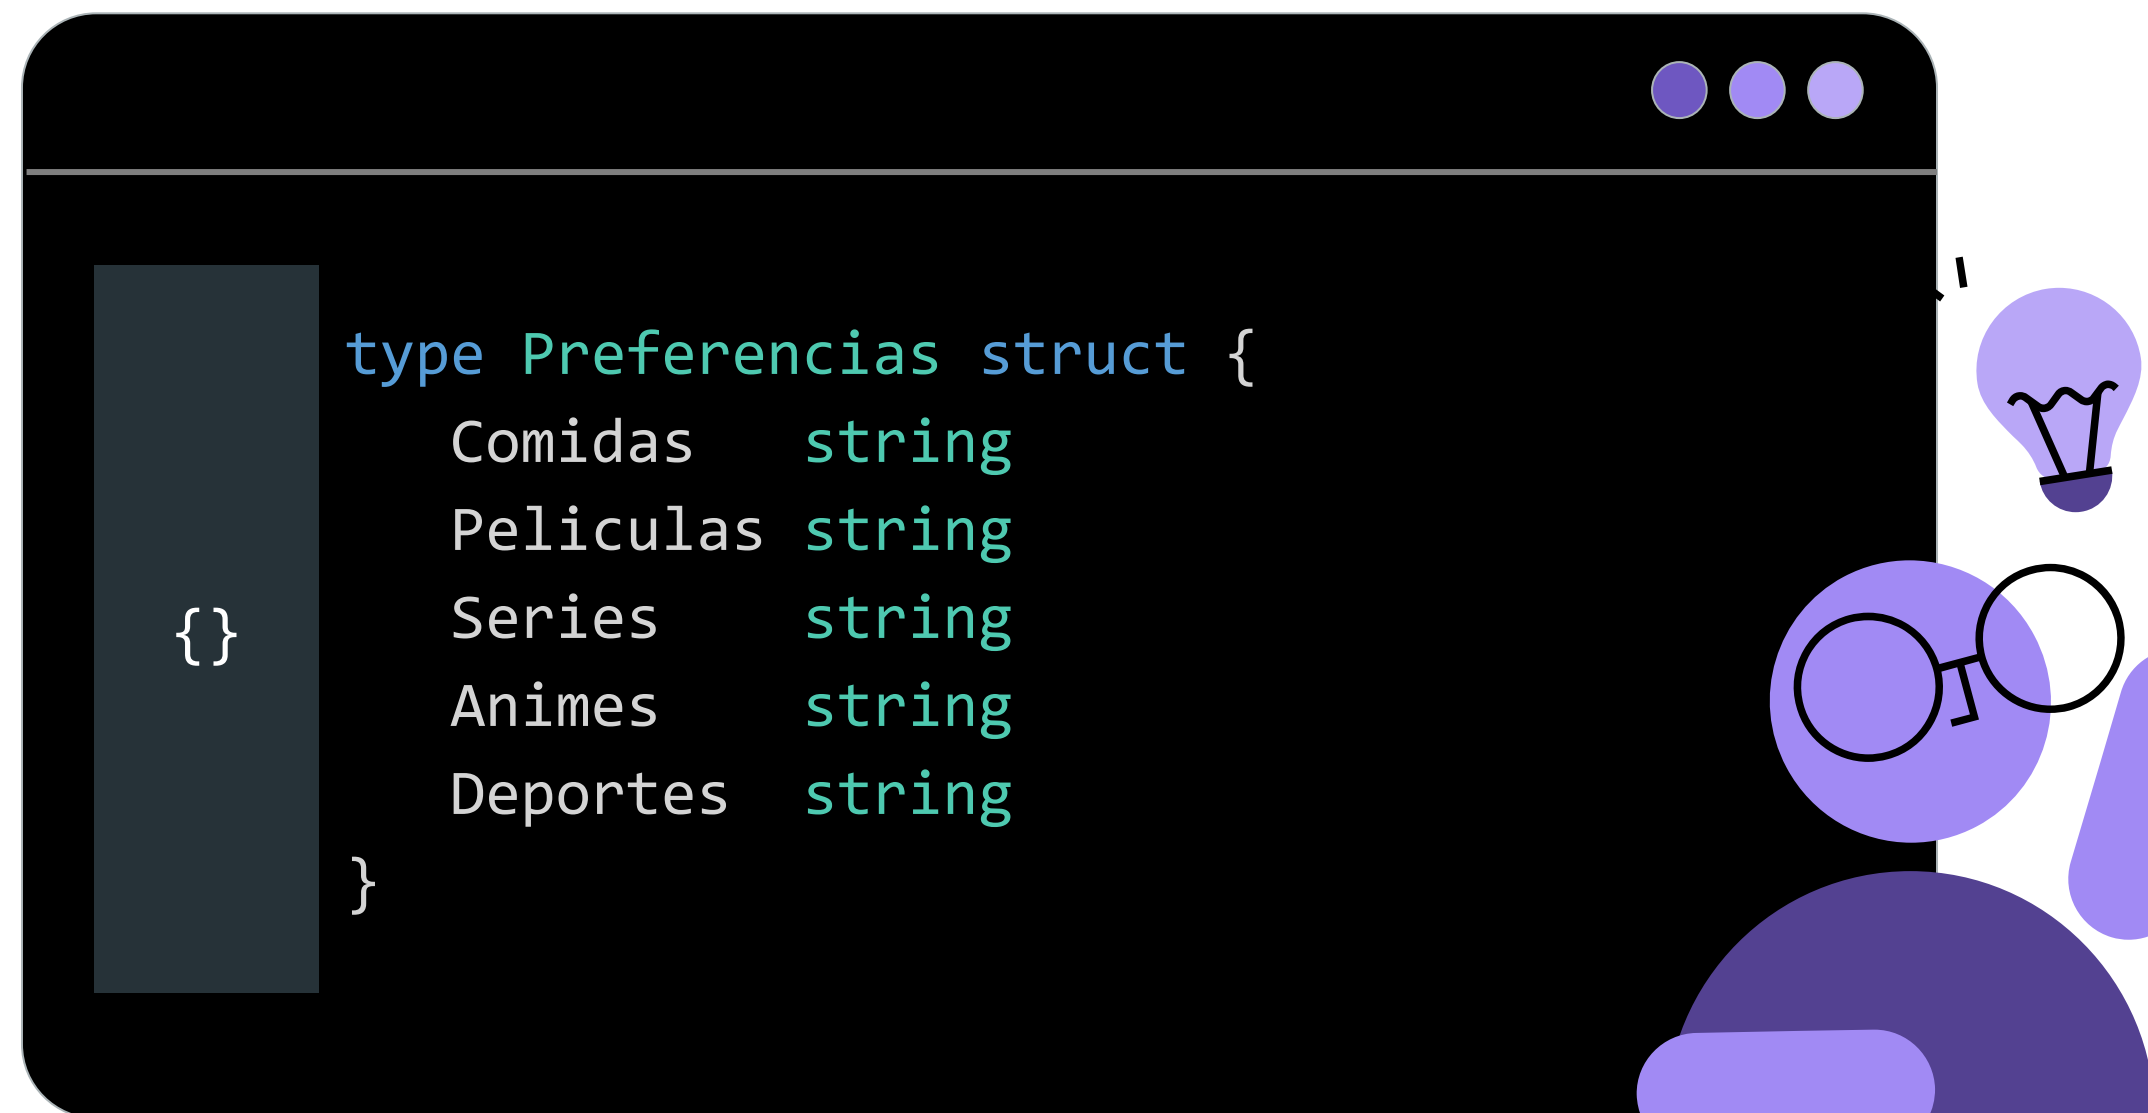 type Preferencias struct {
Comidas string
Peliculas string
Series string
{}
Animes string
Deportes string
}